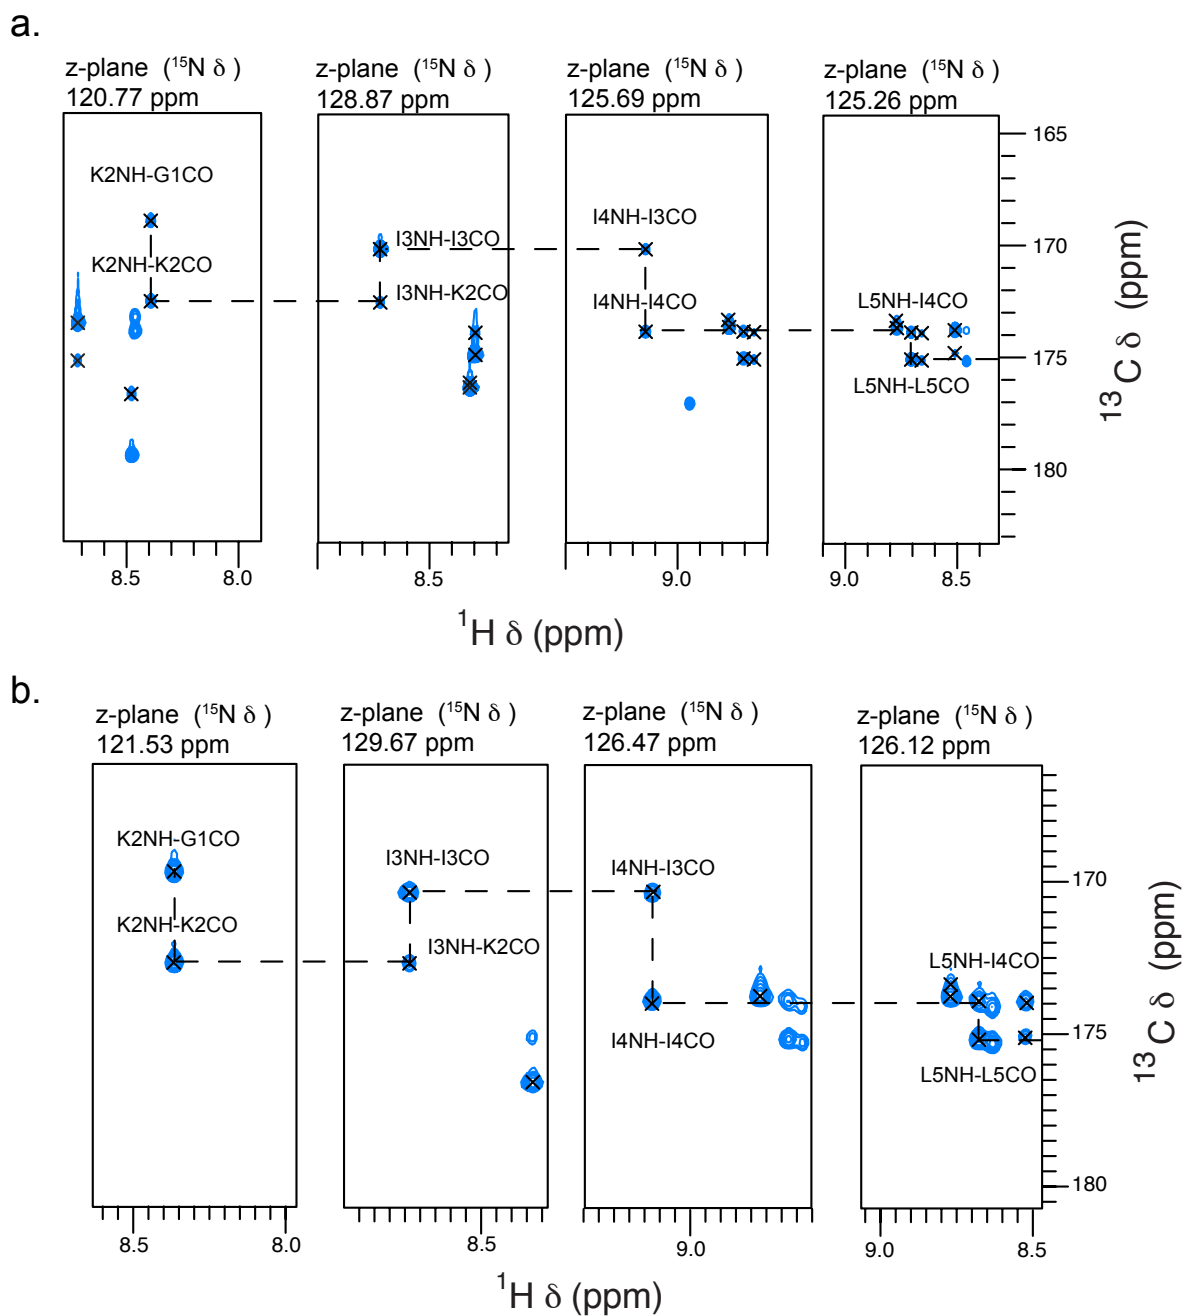 a.
z-plane (¹⁵N δ )
120.77 ppm
z-plane (¹⁵N δ )
128.87 ppm
z-plane (¹⁵N δ )
125.69 ppm
z-plane (¹⁵N δ )
125.26 ppm
K2NH-G1CO
K2NH-K2CO
I3NH-I3CO
I3NH-K2CO
I4NH-I3CO
I4NH-I4CO
L5NH-I4CO
L5NH-L5CO
165
170
175
180
¹³C δ (ppm)
8.5
8.0
8.5
9.0
9.0
8.5
¹H δ (ppm)
b.
z-plane (¹⁵N δ )
121.53 ppm
z-plane (¹⁵N δ )
129.67 ppm
z-plane (¹⁵N δ )
126.47 ppm
z-plane (¹⁵N δ )
126.12 ppm
K2NH-G1CO
K2NH-K2CO
I3NH-I3CO
I3NH-K2CO
I4NH-I3CO
I4NH-I4CO
L5NH-I4CO
L5NH-L5CO
170
175
180
¹³C δ (ppm)
8.5
8.0
8.5
9.0
9.0
8.5
¹H δ (ppm)